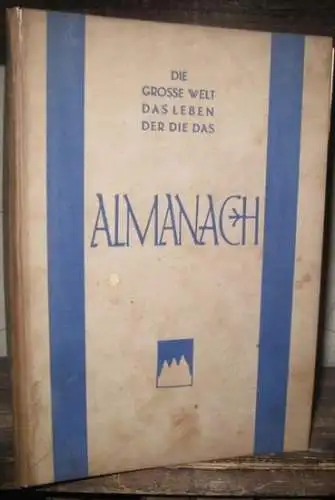 DIE
GROSSE WELT
DAS LEBEN
DER DIE DAS
ALMANACH